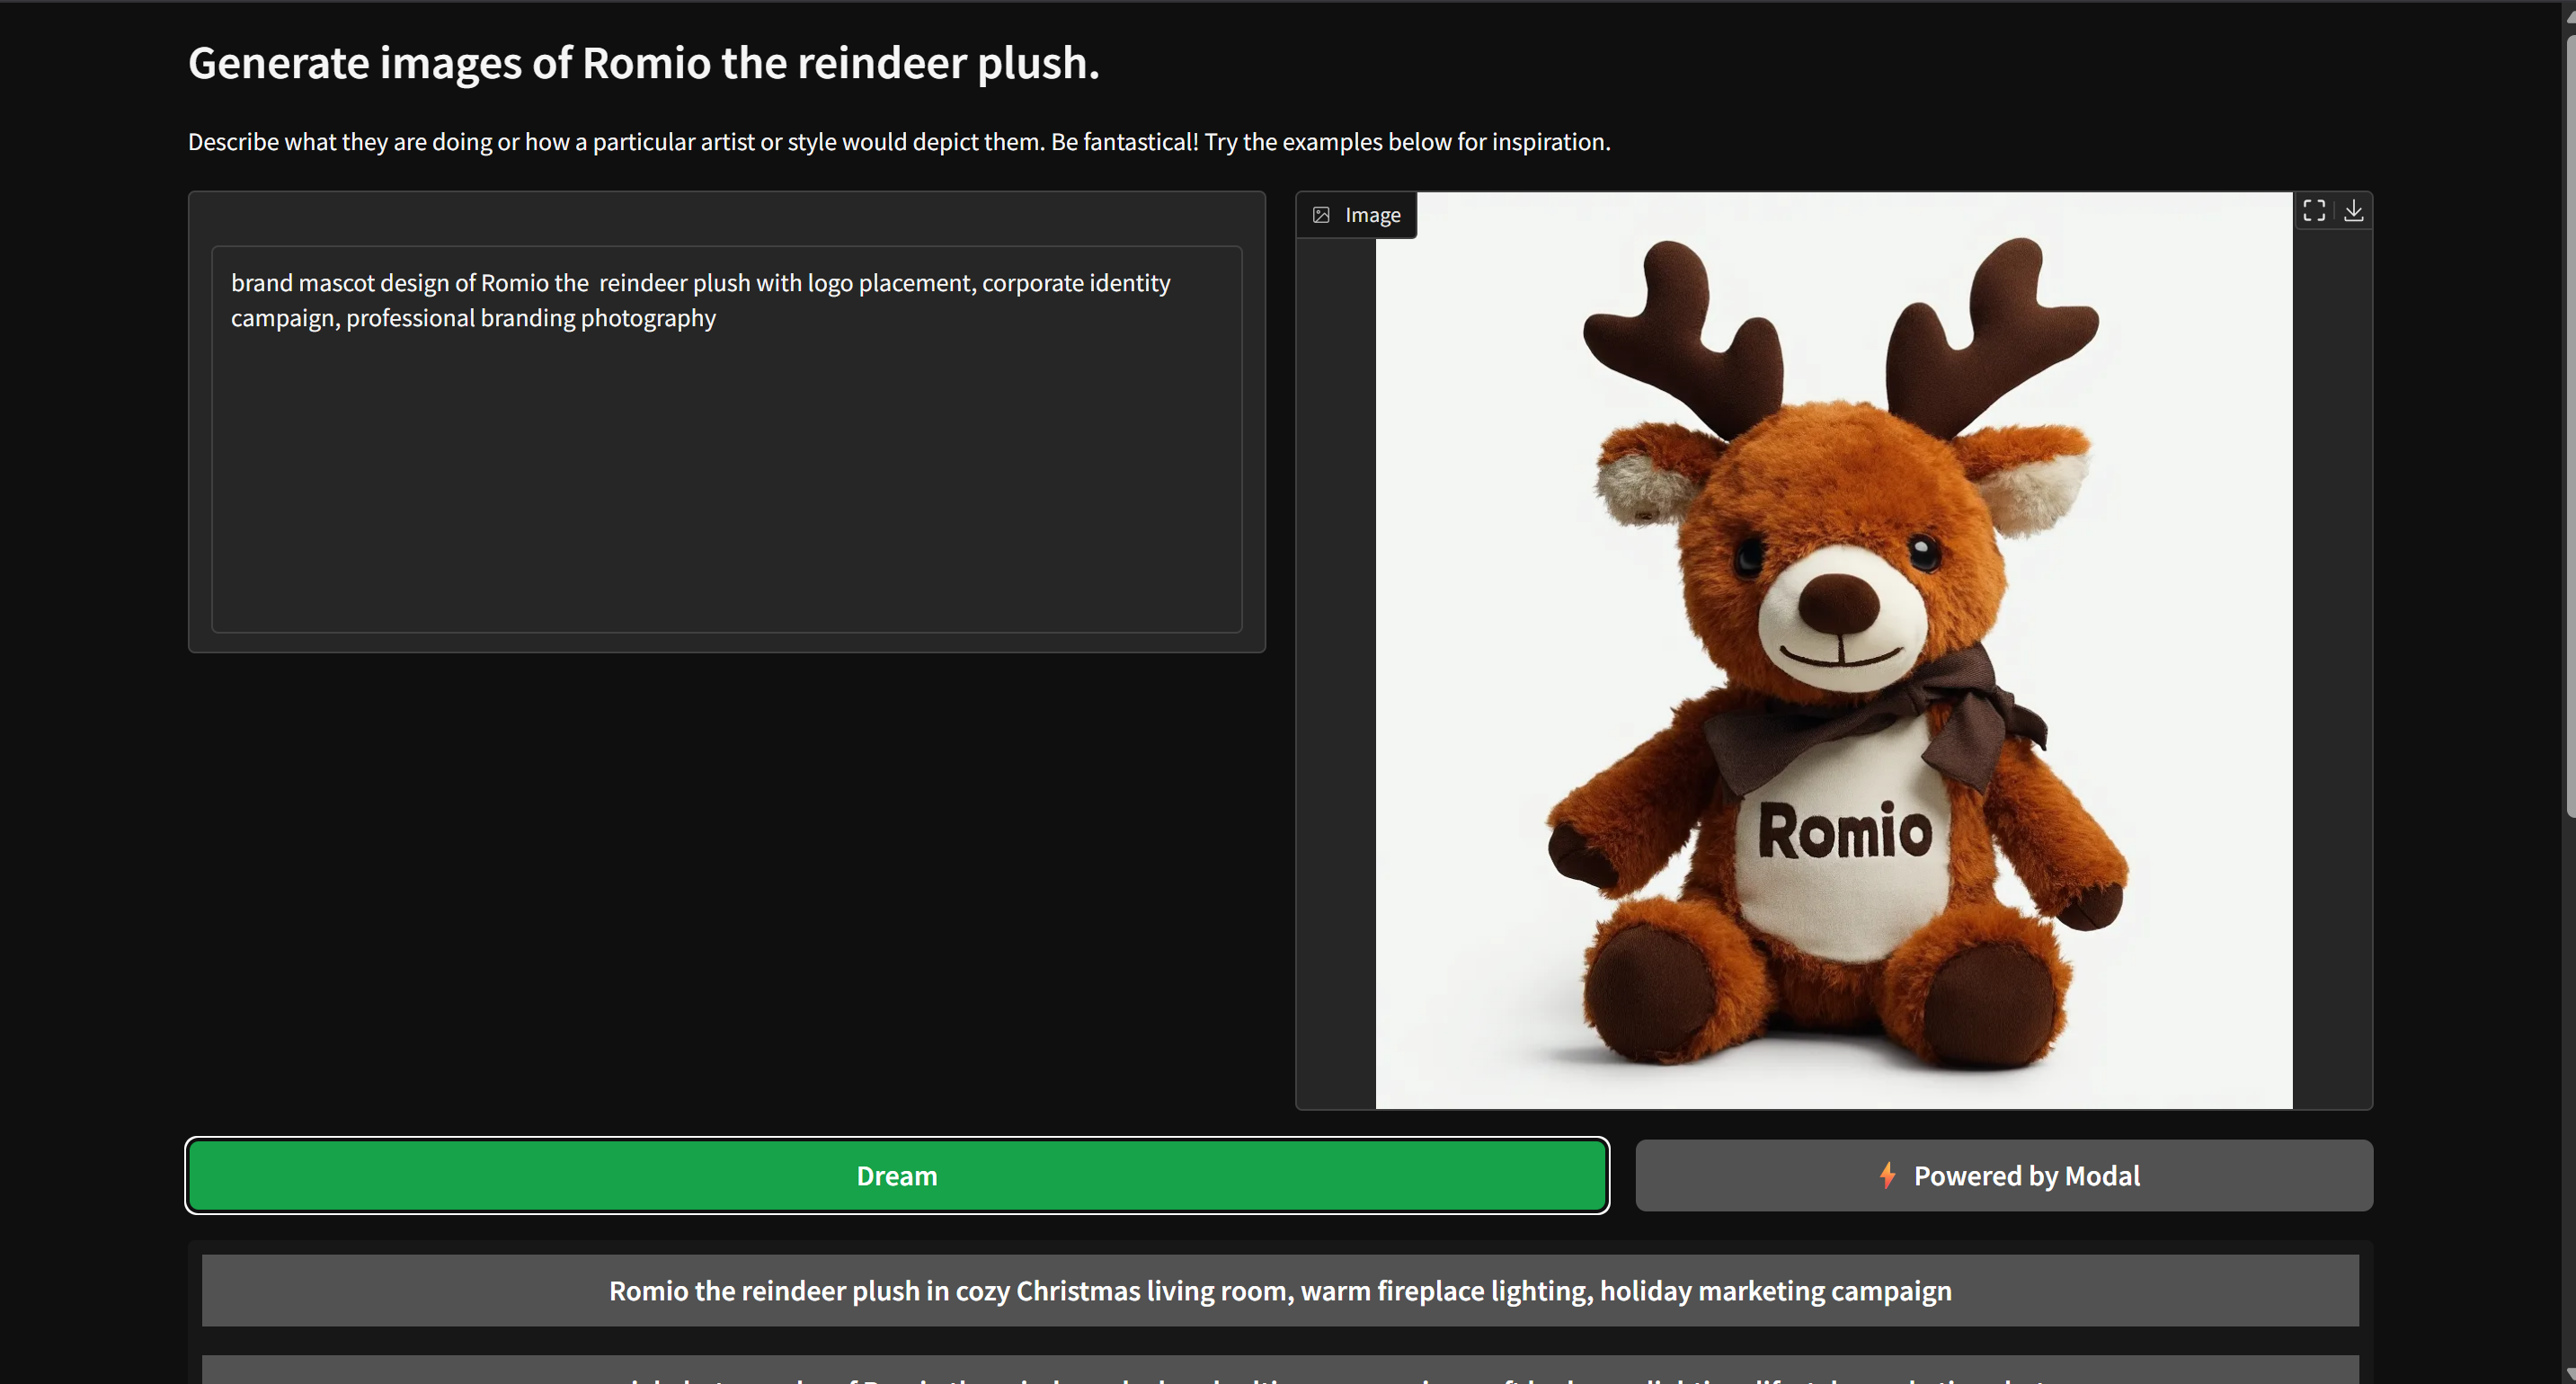 Generate images of Romio the reindeer plush.
Describe what they are doing or how a particular artist or style would depict them. Be fantastical! Try the examples below for inspiration.
brand mascot design of Romio the  reindeer plush with logo placement, corporate identity
campaign, professional branding photography
Image
Romio
Dream
Powered by Modal
Romio the reindeer plush in cozy Christmas living room, warm fireplace lighting, holiday marketing campaign